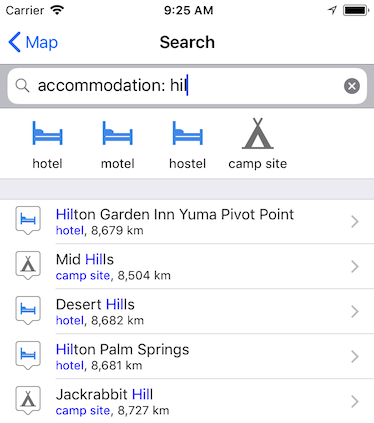 Carrier 9:25 AM
Map Search
accommodation: hil
hotel motel hostel camp site
Hilton Garden Inn Yuma Pivot Point
hotel, 8,679 km
Mid Hills
camp site, 8,504 km
Desert Hills
hotel, 8,682 km
Hilton Palm Springs
hotel, 8,681 km
Jackrabbit Hill
camp site, 8,727 km